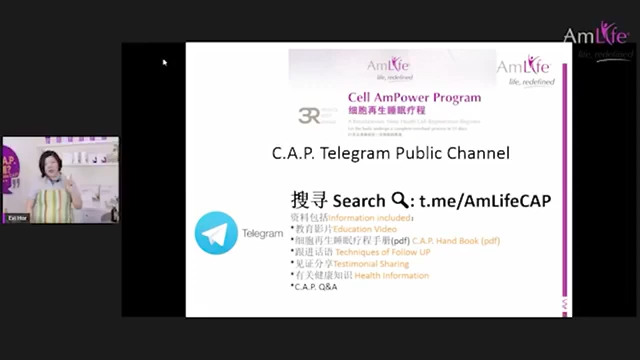 AmLife
life, redefined
AmLife
life, redefined
AmLife
life, redefined
3R
Cell AmPower Program
细胞再生睡眠疗程
C.A.P. Telegram Public Channel
搜寻 Search : t.me/AmLifeCAP
Telegram
资料包括Information included:
•教育影片Education Video
•细胞再生睡眠疗程手册(pdf) C.A.P. Hand Book (pdf)
•跟进话语 Techniques of Follow UP
•见证分享Testimonial Sharing
•有关健康知识 Health Information
•C.A.P. Q&A